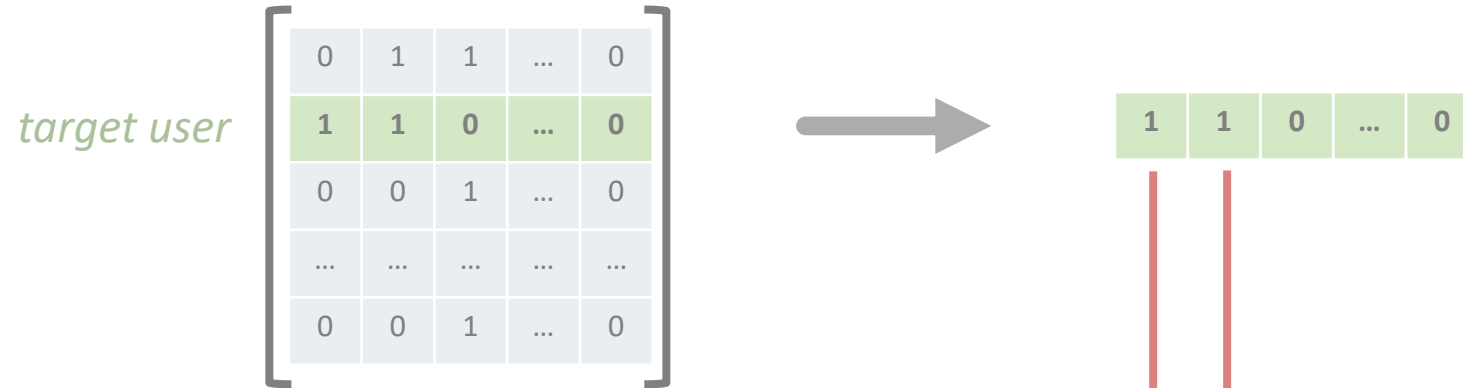 0 1 1 ... 0
target user 1 1 0 ... 0 1 1 0 ... 0
0 0 1 ... 0
... ... ... ... ...
0 0 1 ... 0